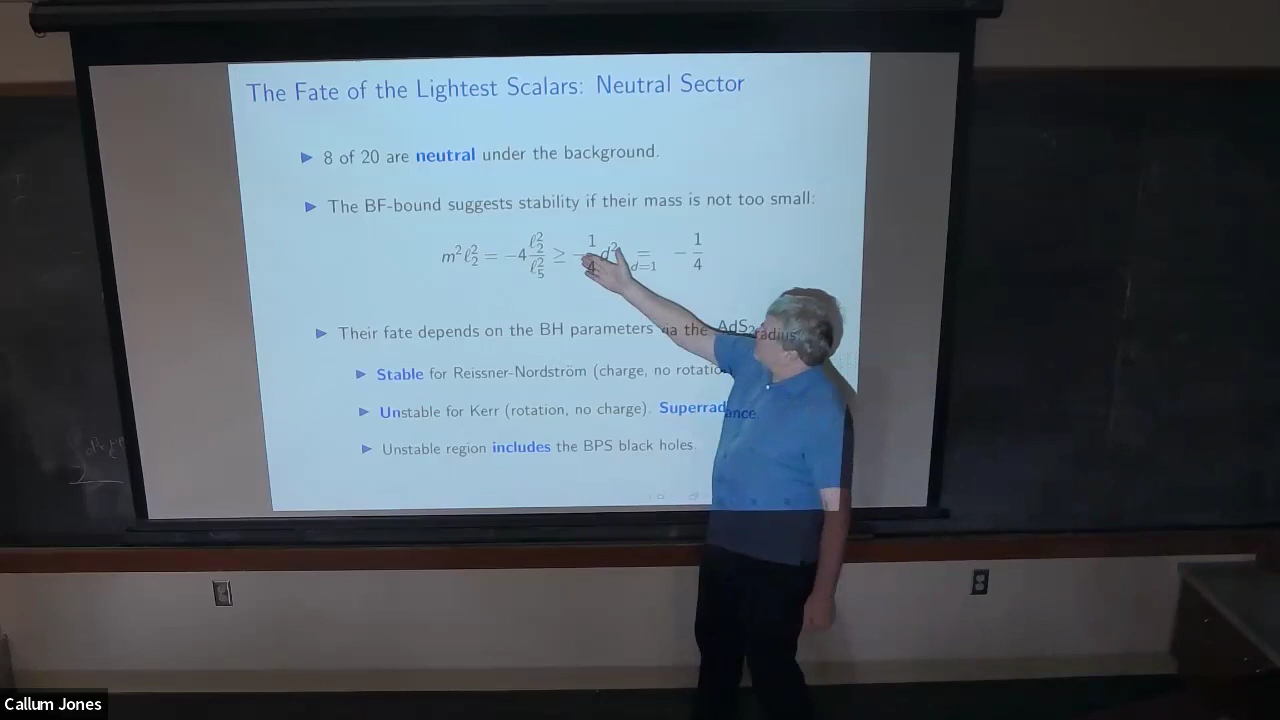 The Fate of the Lightest Scalars: Neutral Sector
▶ 8 of 20 are neutral under the background.
▶ The BF-bound suggests stability if their mass is not too small:
m²ℓ₂² = −4 ℓ₂²/ℓ₅² ≥ −1/4 d² =_{d=1} −1/4
▶ Their fate depends on the BH parameters via the AdS₂ radius
▶ Stable for Reissner-Nordström (charge, no rotatio
▶ Unstable for Kerr (rotation, no charge). Superradiance
▶ Unstable region includes the BPS black holes.
Callum Jones